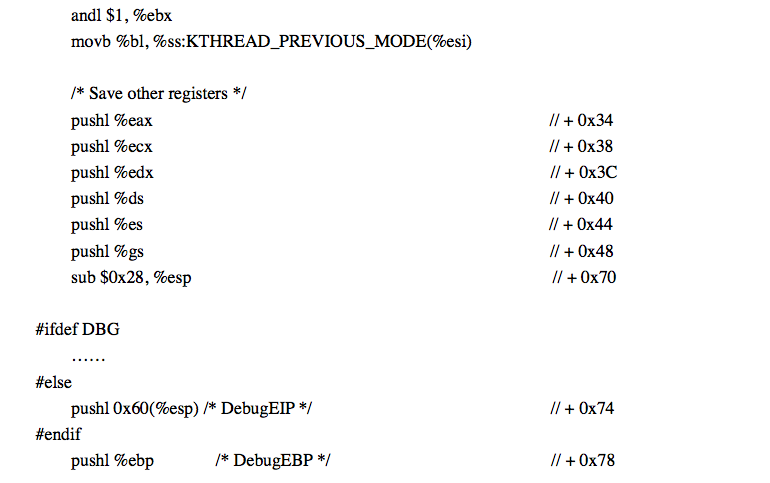 andl $1, %ebx
movb %bl, %ss:KTHREAD_PREVIOUS_MODE(%esi)
/* Save other registers */
pushl %eax // + 0x34
pushl %ecx // + 0x38
pushl %edx // + 0x3C
pushl %ds // + 0x40
pushl %es // + 0x44
pushl %gs // + 0x48
sub $0x28, %esp // + 0x70
#ifdef DBG
……
#else
pushl 0x60(%esp) /* DebugEIP */ // + 0x74
#endif
pushl %ebp /* DebugEBP */ // + 0x78